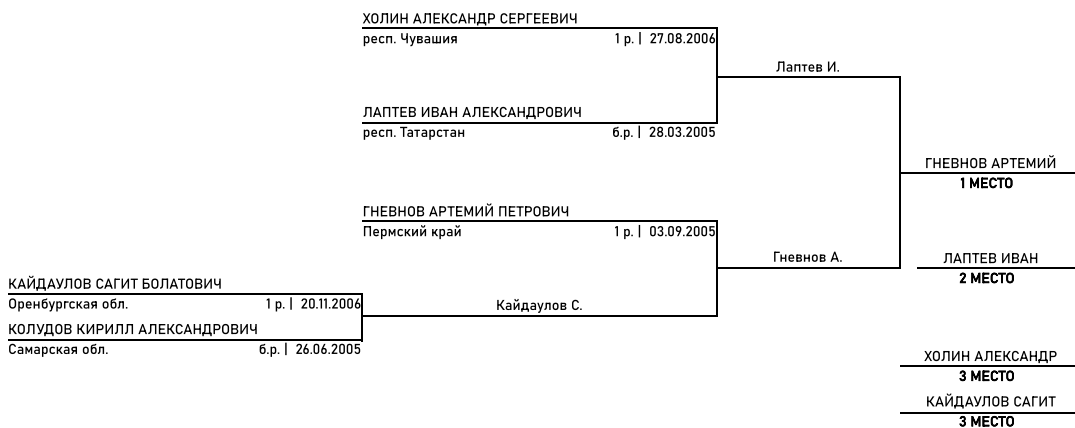 ХОЛИН АЛЕКСАНДР СЕРГЕЕВИЧ
респ. Чувашия 1 р. | 27.08.2006
Лаптев И.
ЛАПТЕВ ИВАН АЛЕКСАНДРОВИЧ
респ. Татарстан б.р. | 28.03.2005
ГНЕВНОВ АРТЕМИЙ
1 МЕСТО
ГНЕВНОВ АРТЕМИЙ ПЕТРОВИЧ
Пермский край 1 р. | 03.09.2005
Гневнов А.
ЛАПТЕВ ИВАН
2 МЕСТО
КАЙДАУЛОВ САГИТ БОЛАТОВИЧ
Оренбургская обл. 1 р. | 20.11.2006
Кайдаулов С.
КОЛУДОВ КИРИЛЛ АЛЕКСАНДРОВИЧ
Самарская обл. б.р. | 26.06.2005
ХОЛИН АЛЕКСАНДР
3 МЕСТО
КАЙДАУЛОВ САГИТ
3 МЕСТО